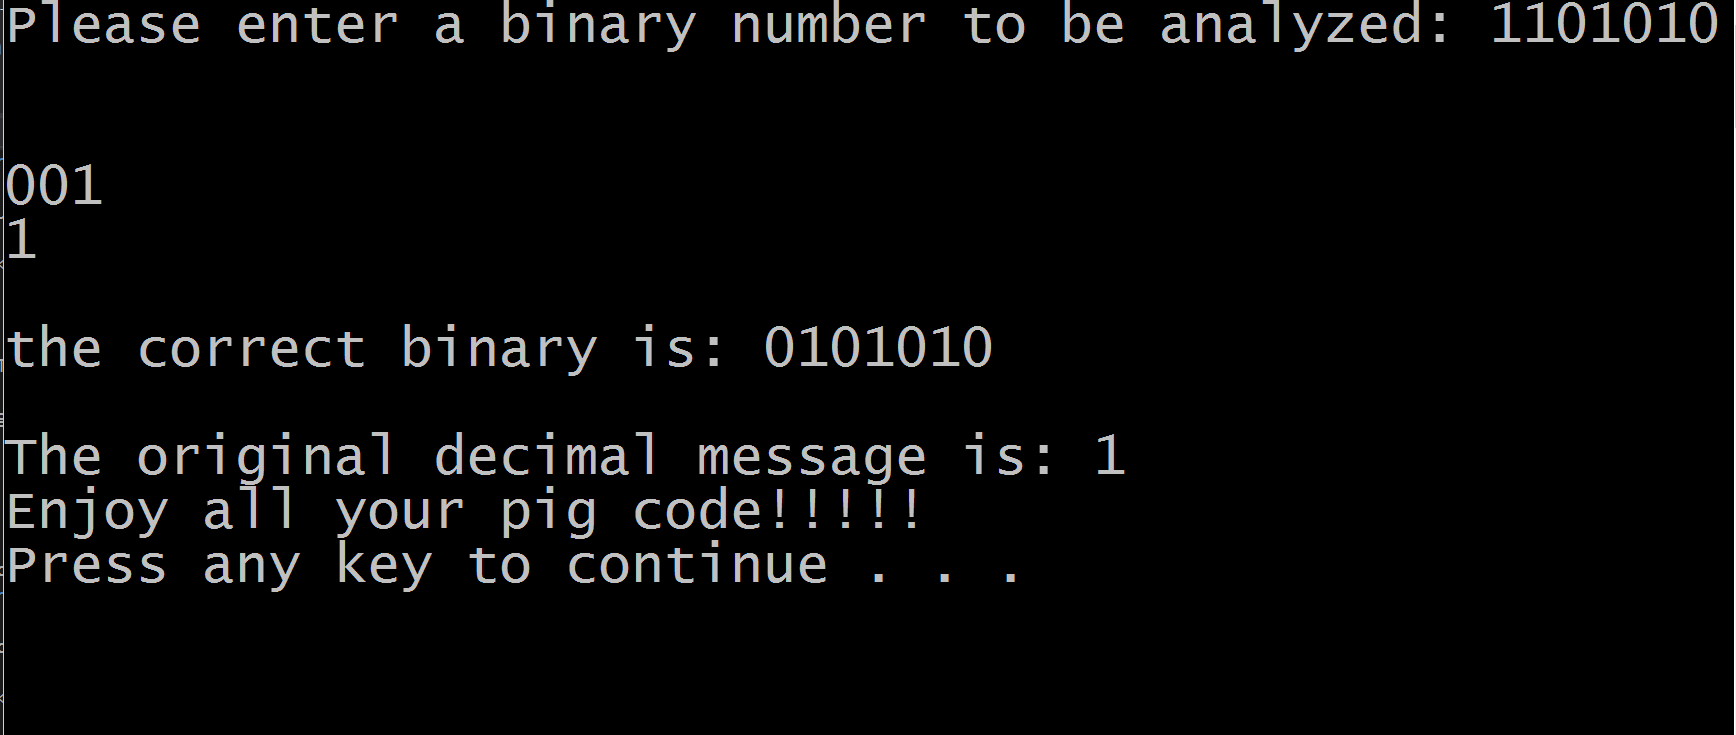 Please enter a binary number to be analyzed: 1101010
001
1
the correct binary is: 0101010
The original decimal message is: 1
Enjoy all your pig code!!!!!
Press any key to continue . . .